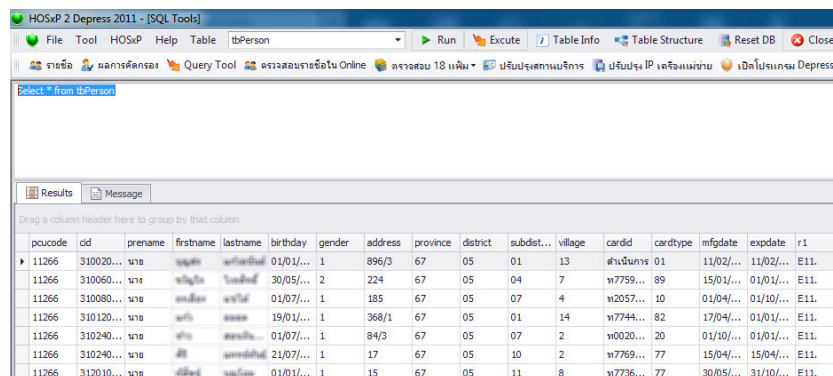 HOSxP 2 Depress 2011 - [SQL Tools]
File Tool HOSxP Help Table tbPerson Run Excute Table Info Table Structure Reset DB Close
รายชื่อ ผลการคัดกรอง Query Tool ตรวจสอบรายชื่อใน Online ตรวจสอบ 18 แฟ้ม ปรับปรุงสถานบริการ ปรับปรุง IP เครื่องแม่ข่าย เปิดโปรแกรม Depress
Select * from tbPerson
Results Message
Drag a column header here to group by that column
pcucode cid prename firstname lastname birthday gender address province district subdist... village cardid cardtype mfgdate expdate r1
11266 310020... นาย 01/01/... 1 896/3 67 05 01 13 ดำเนินการ 01 11/02/... 11/02/... E11.
11266 310060... นาง 30/05/... 2 224 67 05 04 7 ท7759... 89 15/01/... 01/01/... E11.
11266 310080... นาย 01/07/... 1 185 67 05 07 4 ท2057... 10 01/04/... 01/10/... E11.
11266 310120... นาย 19/01/... 1 368/1 67 05 01 14 ท7744... 82 17/04/... 01/01/... E11.
11266 310240... นาย 01/07/... 1 84/3 67 05 07 2 ท0020... 20 01/10/... 01/01/... E11.
11266 310240... นาย 21/07/... 1 17 67 05 10 2 ท7769... 77 15/04/... 15/04/... E11.
11266 312010... นาย 01/01/... 1 15 67 05 11 8 ท7736... 77 30/05/... 31/10/... E11.